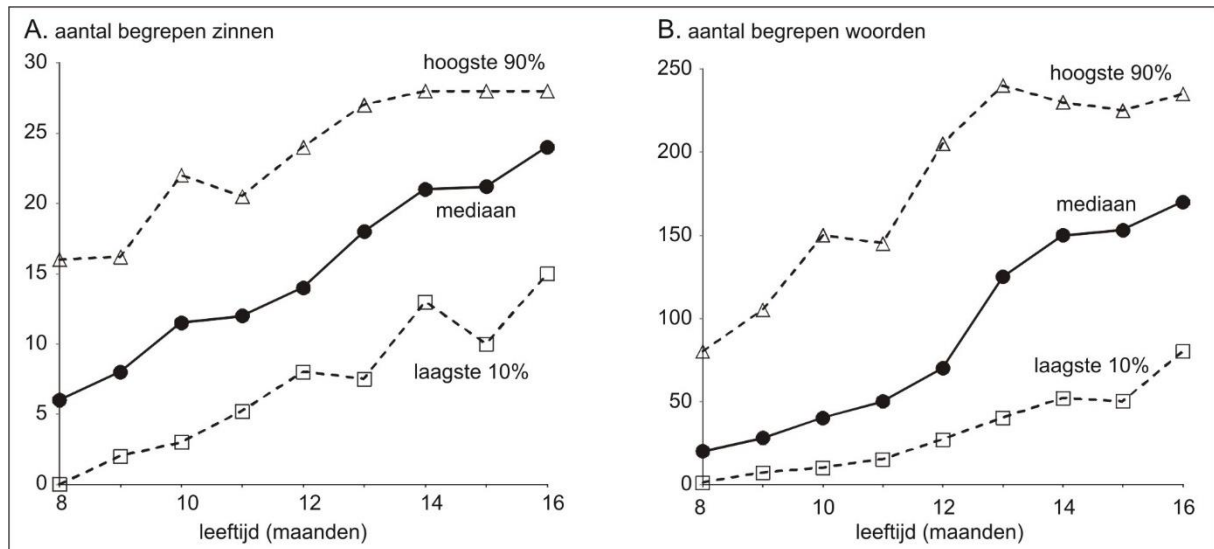 A. aantal begrepen zinnen
30
25
20
15
10
5
0
hoogste 90%
mediaan
laagste 10%
8 10 12 14 16
leeftijd (maanden)
B. aantal begrepen woorden
250
200
150
100
50
0
hoogste 90%
mediaan
laagste 10%
8 10 12 14 16
leeftijd (maanden)